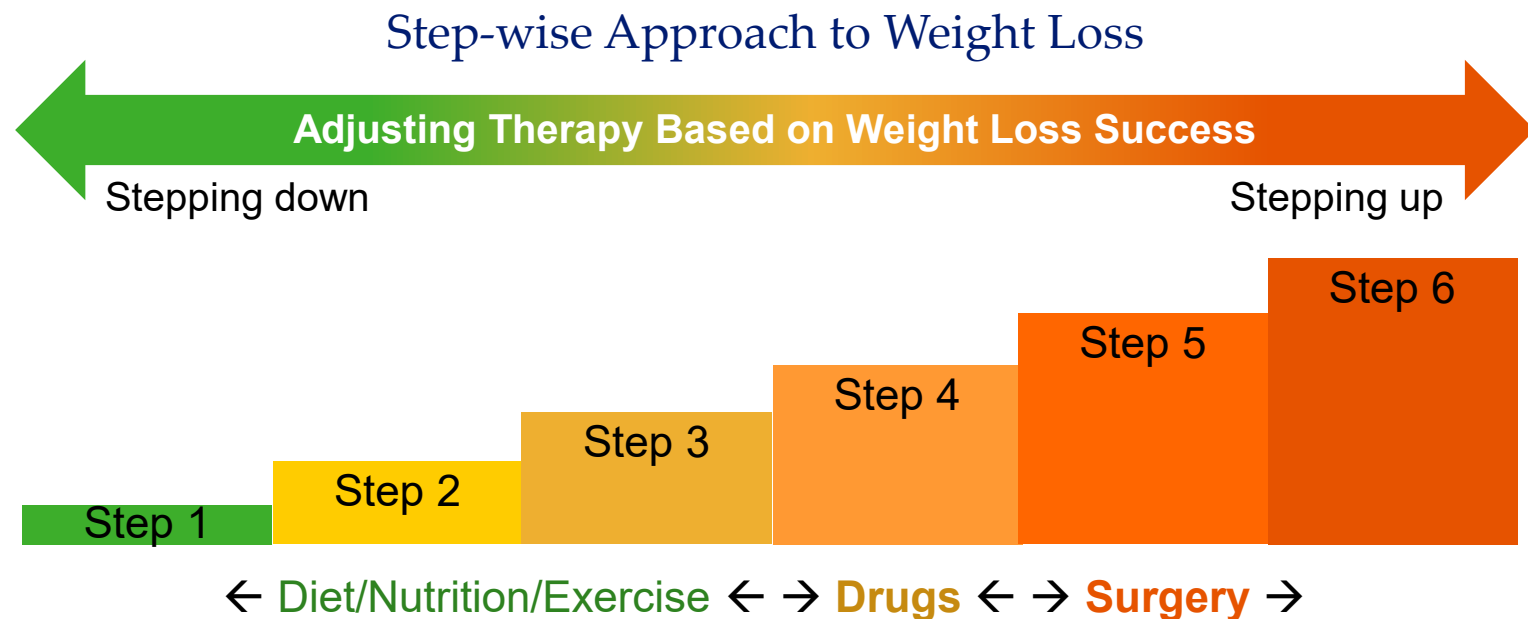 Step-wise Approach to Weight Loss
Adjusting Therapy Based on Weight Loss Success
Stepping down
Stepping up
Step 1
Step 2
Step 3
Step 4
Step 5
Step 6
← Diet/Nutrition/Exercise ← → Drugs ← → Surgery →